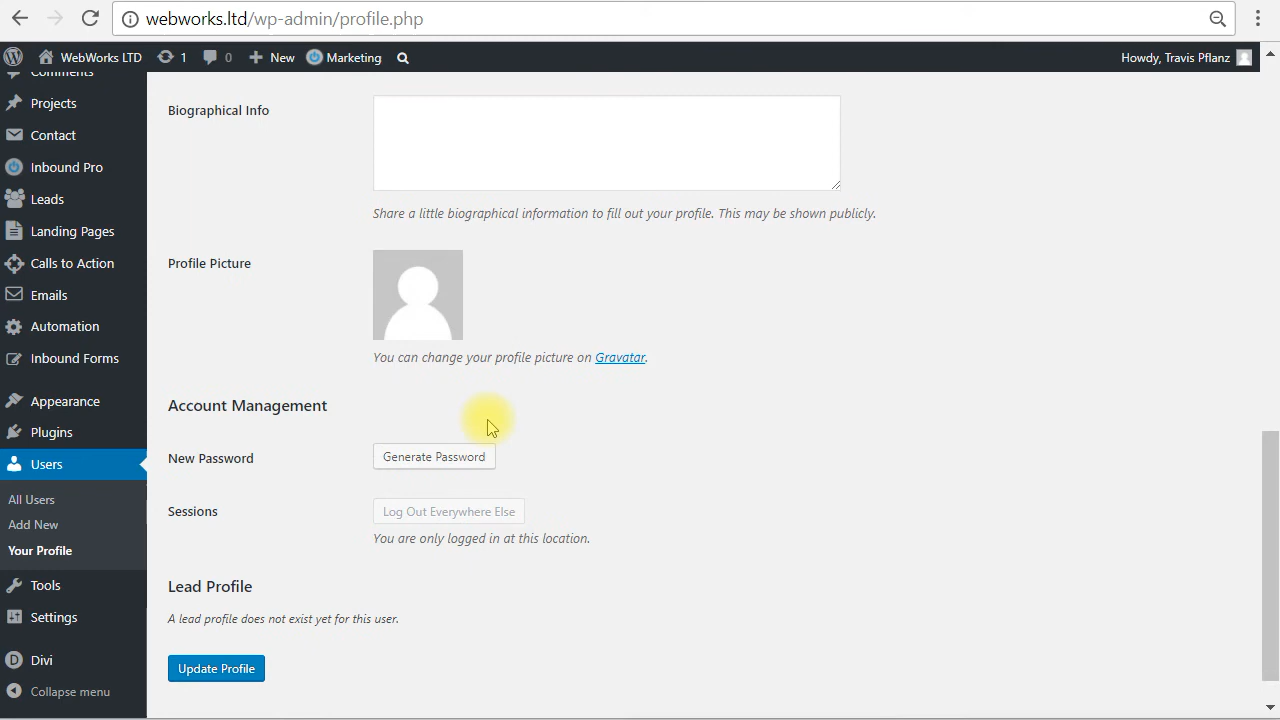 webworks.ltd/wp-admin/profile.php
WebWorks LTD 1 0 New Marketing Howdy, Travis Pflanz
Comments
Projects
Contact
Inbound Pro
Leads
Landing Pages
Calls to Action
Emails
Automation
Inbound Forms
Appearance
Plugins
Users
All Users
Add New
Your Profile
Tools
Settings
Divi
Collapse menu
Biographical Info
Share a little biographical information to fill out your profile. This may be shown publicly.
Profile Picture
You can change your profile picture on Gravatar.
Account Management
New Password Generate Password
Sessions Log Out Everywhere Else
You are only logged in at this location.
Lead Profile
A lead profile does not exist yet for this user.
Update Profile